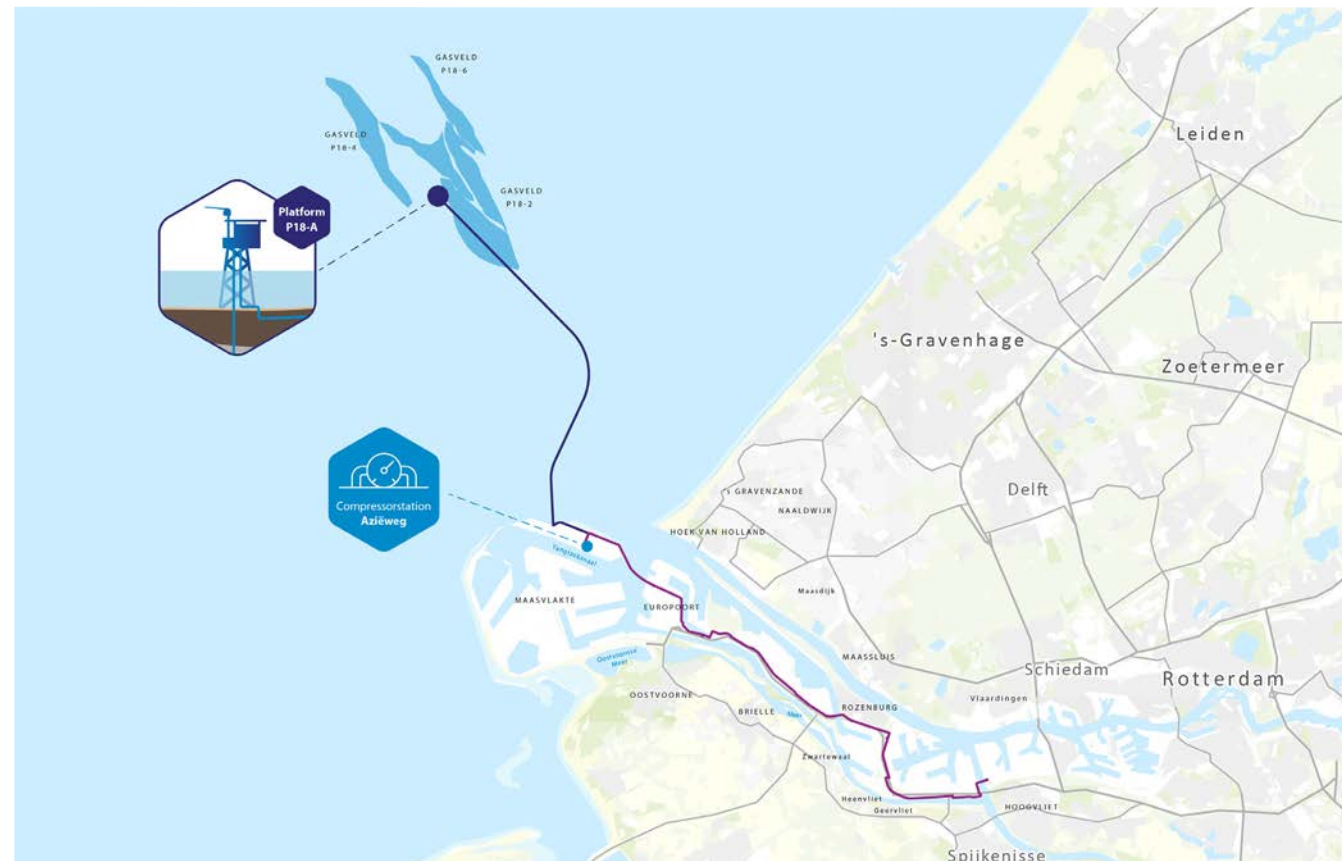 GASVELD
P18-6
GASVELD
P18-4
GASVELD
P18-2
Platform
P18-A
Compressorstation
Aziëweg
Leiden
's-Gravenhage
Zoetermeer
Delft
's GRAVENZANDE
NAALDWIJK
HOEK VAN HOLLAND
Yangtzekanaal
MAASVLAKTE
EUROPOORT
Maasdijk
MAASSLUIS
Schiedam
Rotterdam
Vlaardingen
Oostvoornse
Meer
OOSTVOORNE
BRIELLE
Meer
ROZENBURG
Zwartewaal
Heenvliet
Geervliet
HOOGVLIET
Spijkenisse